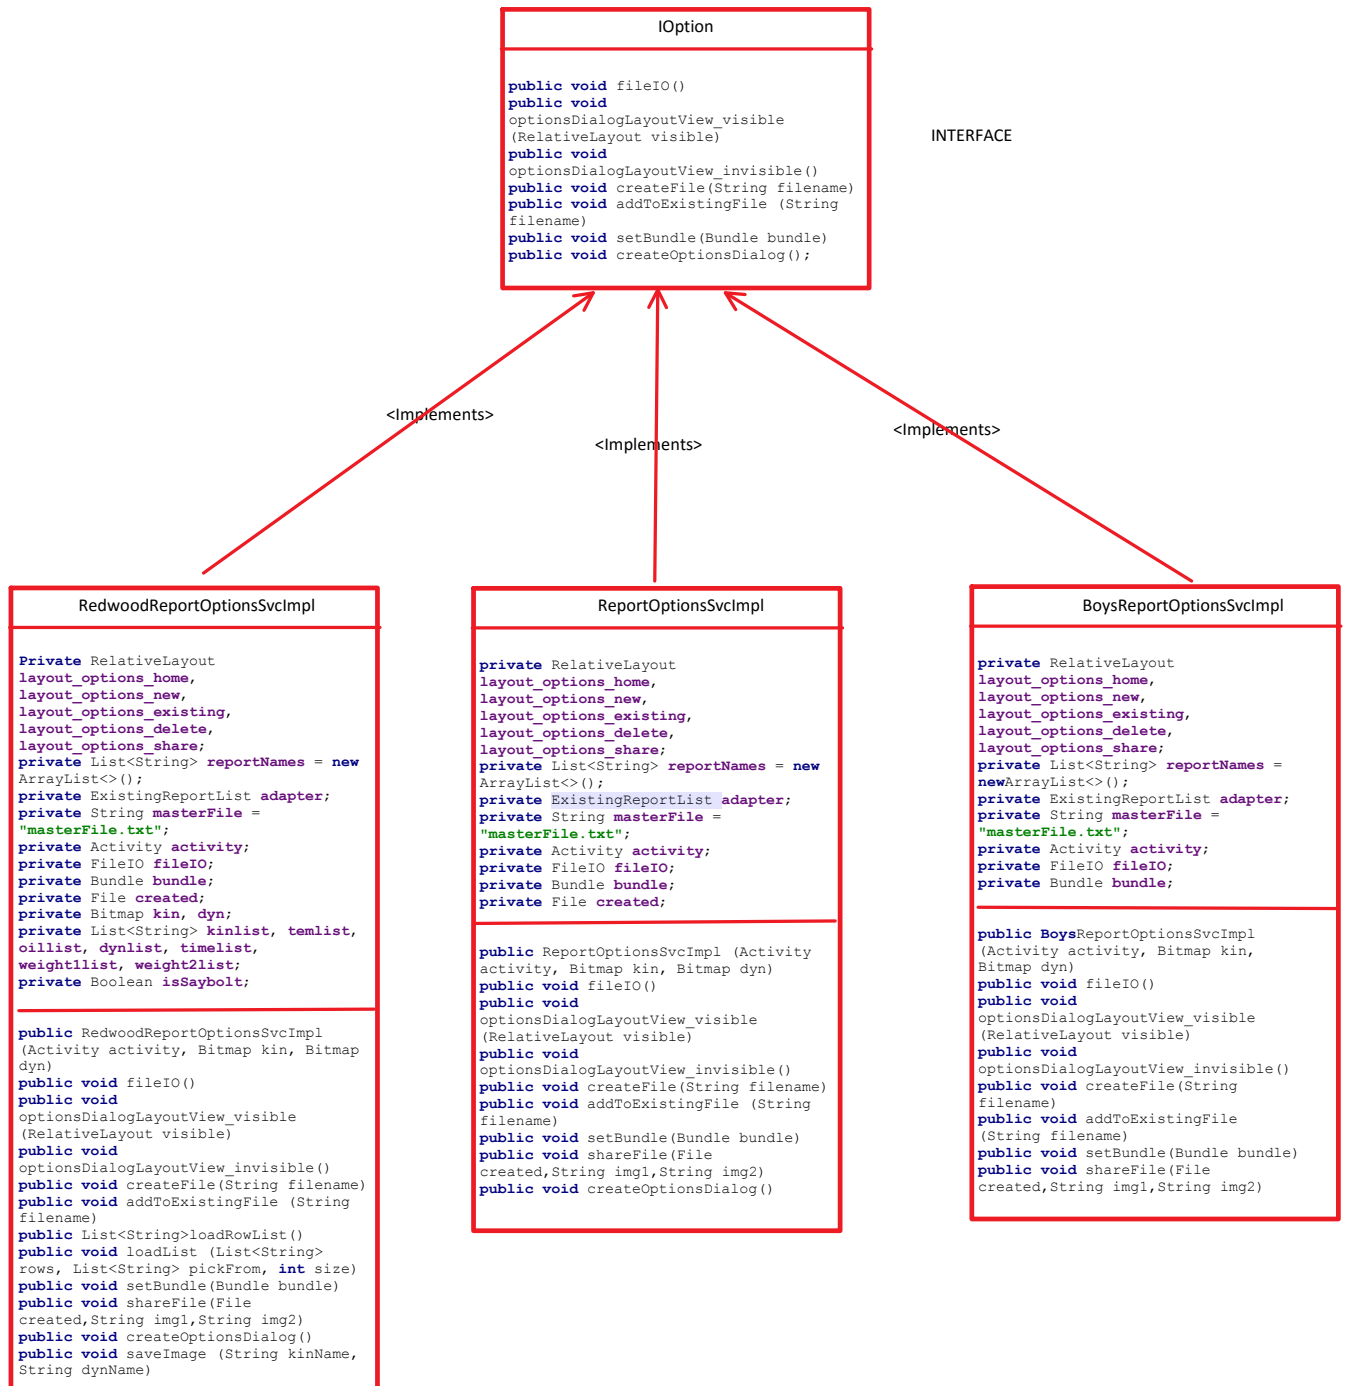 IOption
public void fileIO()
public void
optionsDialogLayoutView_visible
(RelativeLayout visible)
public void
optionsDialogLayoutView_invisible()
public void createFile(String filename)
public void addToExistingFile (String
filename)
public void setBundle(Bundle bundle)
public void createOptionsDialog();
INTERFACE
<Implements>
<Implements>
<Implements>
RedwoodReportOptionsSvcImpl
Private RelativeLayout
layout_options_home,
layout_options_new,
layout_options_existing,
layout_options_delete,
layout_options_share;
private List<String> reportNames = new
ArrayList<>();
private ExistingReportList adapter;
private String masterFile =
"masterFile.txt";
private Activity activity;
private FileIO fileIO;
private Bundle bundle;
private File created;
private Bitmap kin, dyn;
private List<String> kinlist, temlist,
oillist, dynlist, timelist,
weight1list, weight2list;
private Boolean isSaybolt;
public RedwoodReportOptionsSvcImpl
(Activity activity, Bitmap kin, Bitmap
dyn)
public void fileIO()
public void
optionsDialogLayoutView_visible
(RelativeLayout visible)
public void
optionsDialogLayoutView_invisible()
public void createFile(String filename)
public void addToExistingFile (String
filename)
public List<String>loadRowList()
public void loadList (List<String>
rows, List<String> pickFrom, int size)
public void setBundle(Bundle bundle)
public void shareFile(File
created,String img1,String img2)
public void createOptionsDialog()
public void saveImage (String kinName,
String dynName)
ReportOptionsSvcImpl
private RelativeLayout
layout_options_home,
layout_options_new,
layout_options_existing,
layout_options_delete,
layout_options_share;
private List<String> reportNames = new
ArrayList<>();
private ExistingReportList adapter;
private String masterFile =
"masterFile.txt";
private Activity activity;
private FileIO fileIO;
private Bundle bundle;
private File created;
public ReportOptionsSvcImpl (Activity
activity, Bitmap kin, Bitmap dyn)
public void fileIO()
public void
optionsDialogLayoutView_visible
(RelativeLayout visible)
public void
optionsDialogLayoutView_invisible()
public void createFile(String filename)
public void addToExistingFile (String
filename)
public void setBundle(Bundle bundle)
public void shareFile(File
created,String img1,String img2)
public void createOptionsDialog()
BoysReportOptionsSvcImpl
private RelativeLayout
layout_options_home,
layout_options_new,
layout_options_existing,
layout_options_delete,
layout_options_share;
private List<String> reportNames =
newArrayList<>();
private ExistingReportList adapter;
private String masterFile =
"masterFile.txt";
private Activity activity;
private FileIO fileIO;
private Bundle bundle;
public BoysReportOptionsSvcImpl
(Activity activity, Bitmap kin,
Bitmap dyn)
public void fileIO()
public void
optionsDialogLayoutView_visible
(RelativeLayout visible)
public void
optionsDialogLayoutView_invisible()
public void createFile(String
filename)
public void addToExistingFile
(String filename)
public void setBundle(Bundle bundle)
public void shareFile(File
created,String img1,String img2)